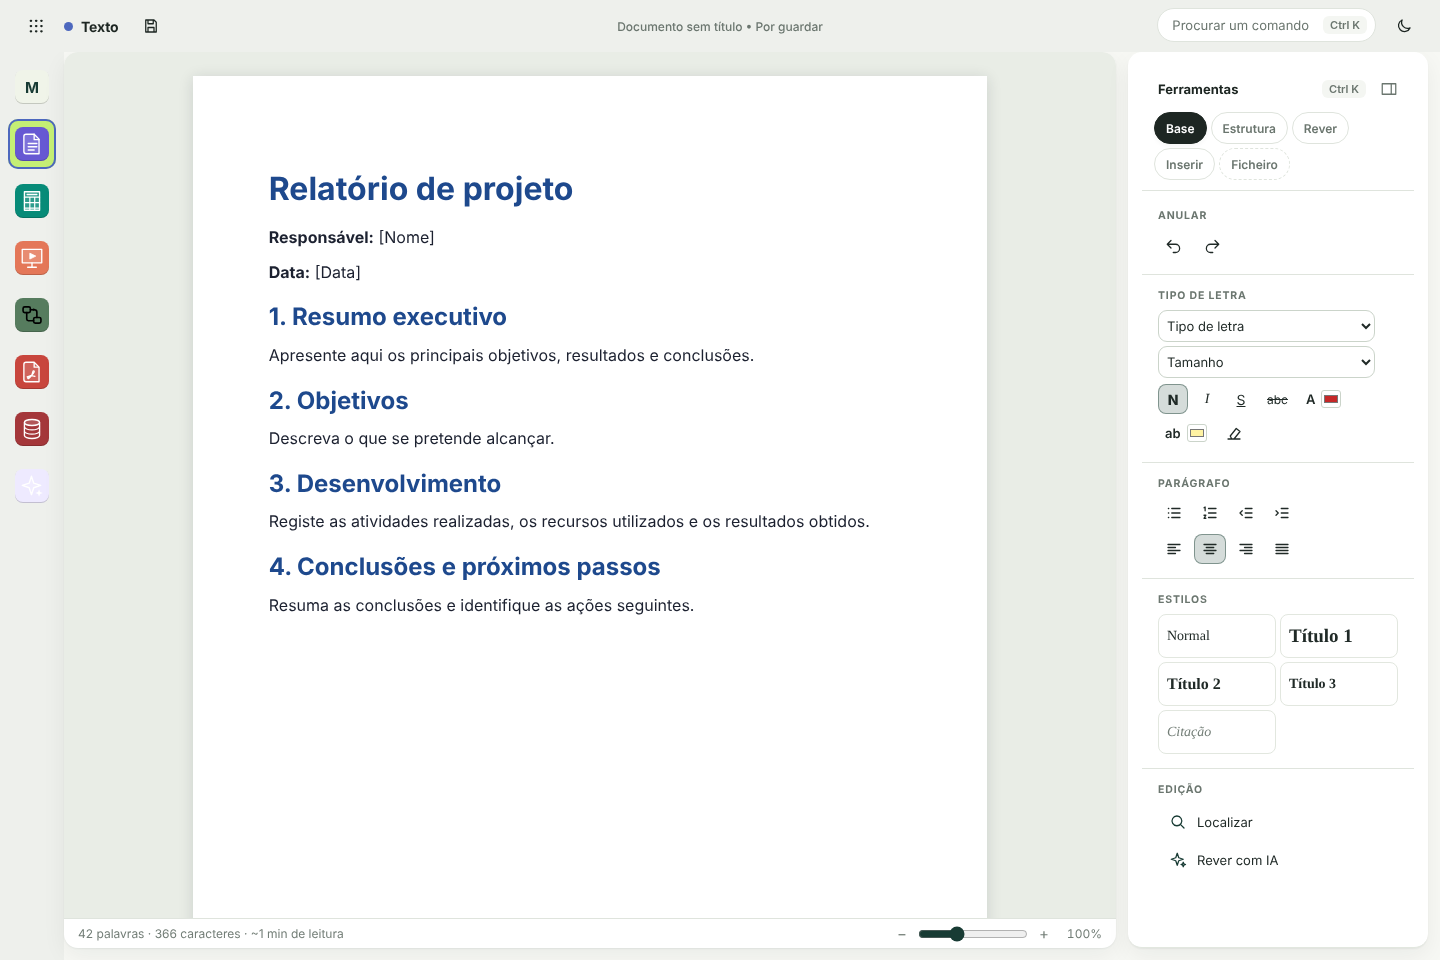 Texto
Documento sem título • Por guardar
Procurar um comando Ctrl K
M
Relatório de projeto
Responsável: [Nome]
Data: [Data]
1. Resumo executivo
Apresente aqui os principais objetivos, resultados e conclusões.
2. Objetivos
Descreva o que se pretende alcançar.
3. Desenvolvimento
Registe as atividades realizadas, os recursos utilizados e os resultados obtidos.
4. Conclusões e próximos passos
Resuma as conclusões e identifique as ações seguintes.
42 palavras · 366 caracteres · ~1 min de leitura
− + 100%
Ferramentas Ctrl K
Base Estrutura Rever
Inserir Ficheiro
ANULAR
TIPO DE LETRA
Tipo de letra
Tamanho
N I S abc A
ab
PARÁGRAFO
ESTILOS
Normal Título 1
Título 2 Título 3
Citação
EDIÇÃO
Localizar
Rever com IA